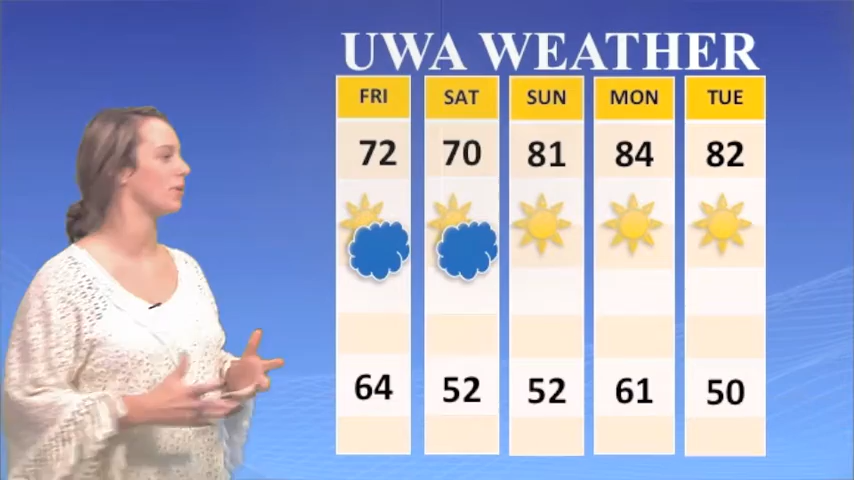 UWA WEATHER
FRI SAT SUN MON TUE
72 70 81 84 82
64 52 52 61 50